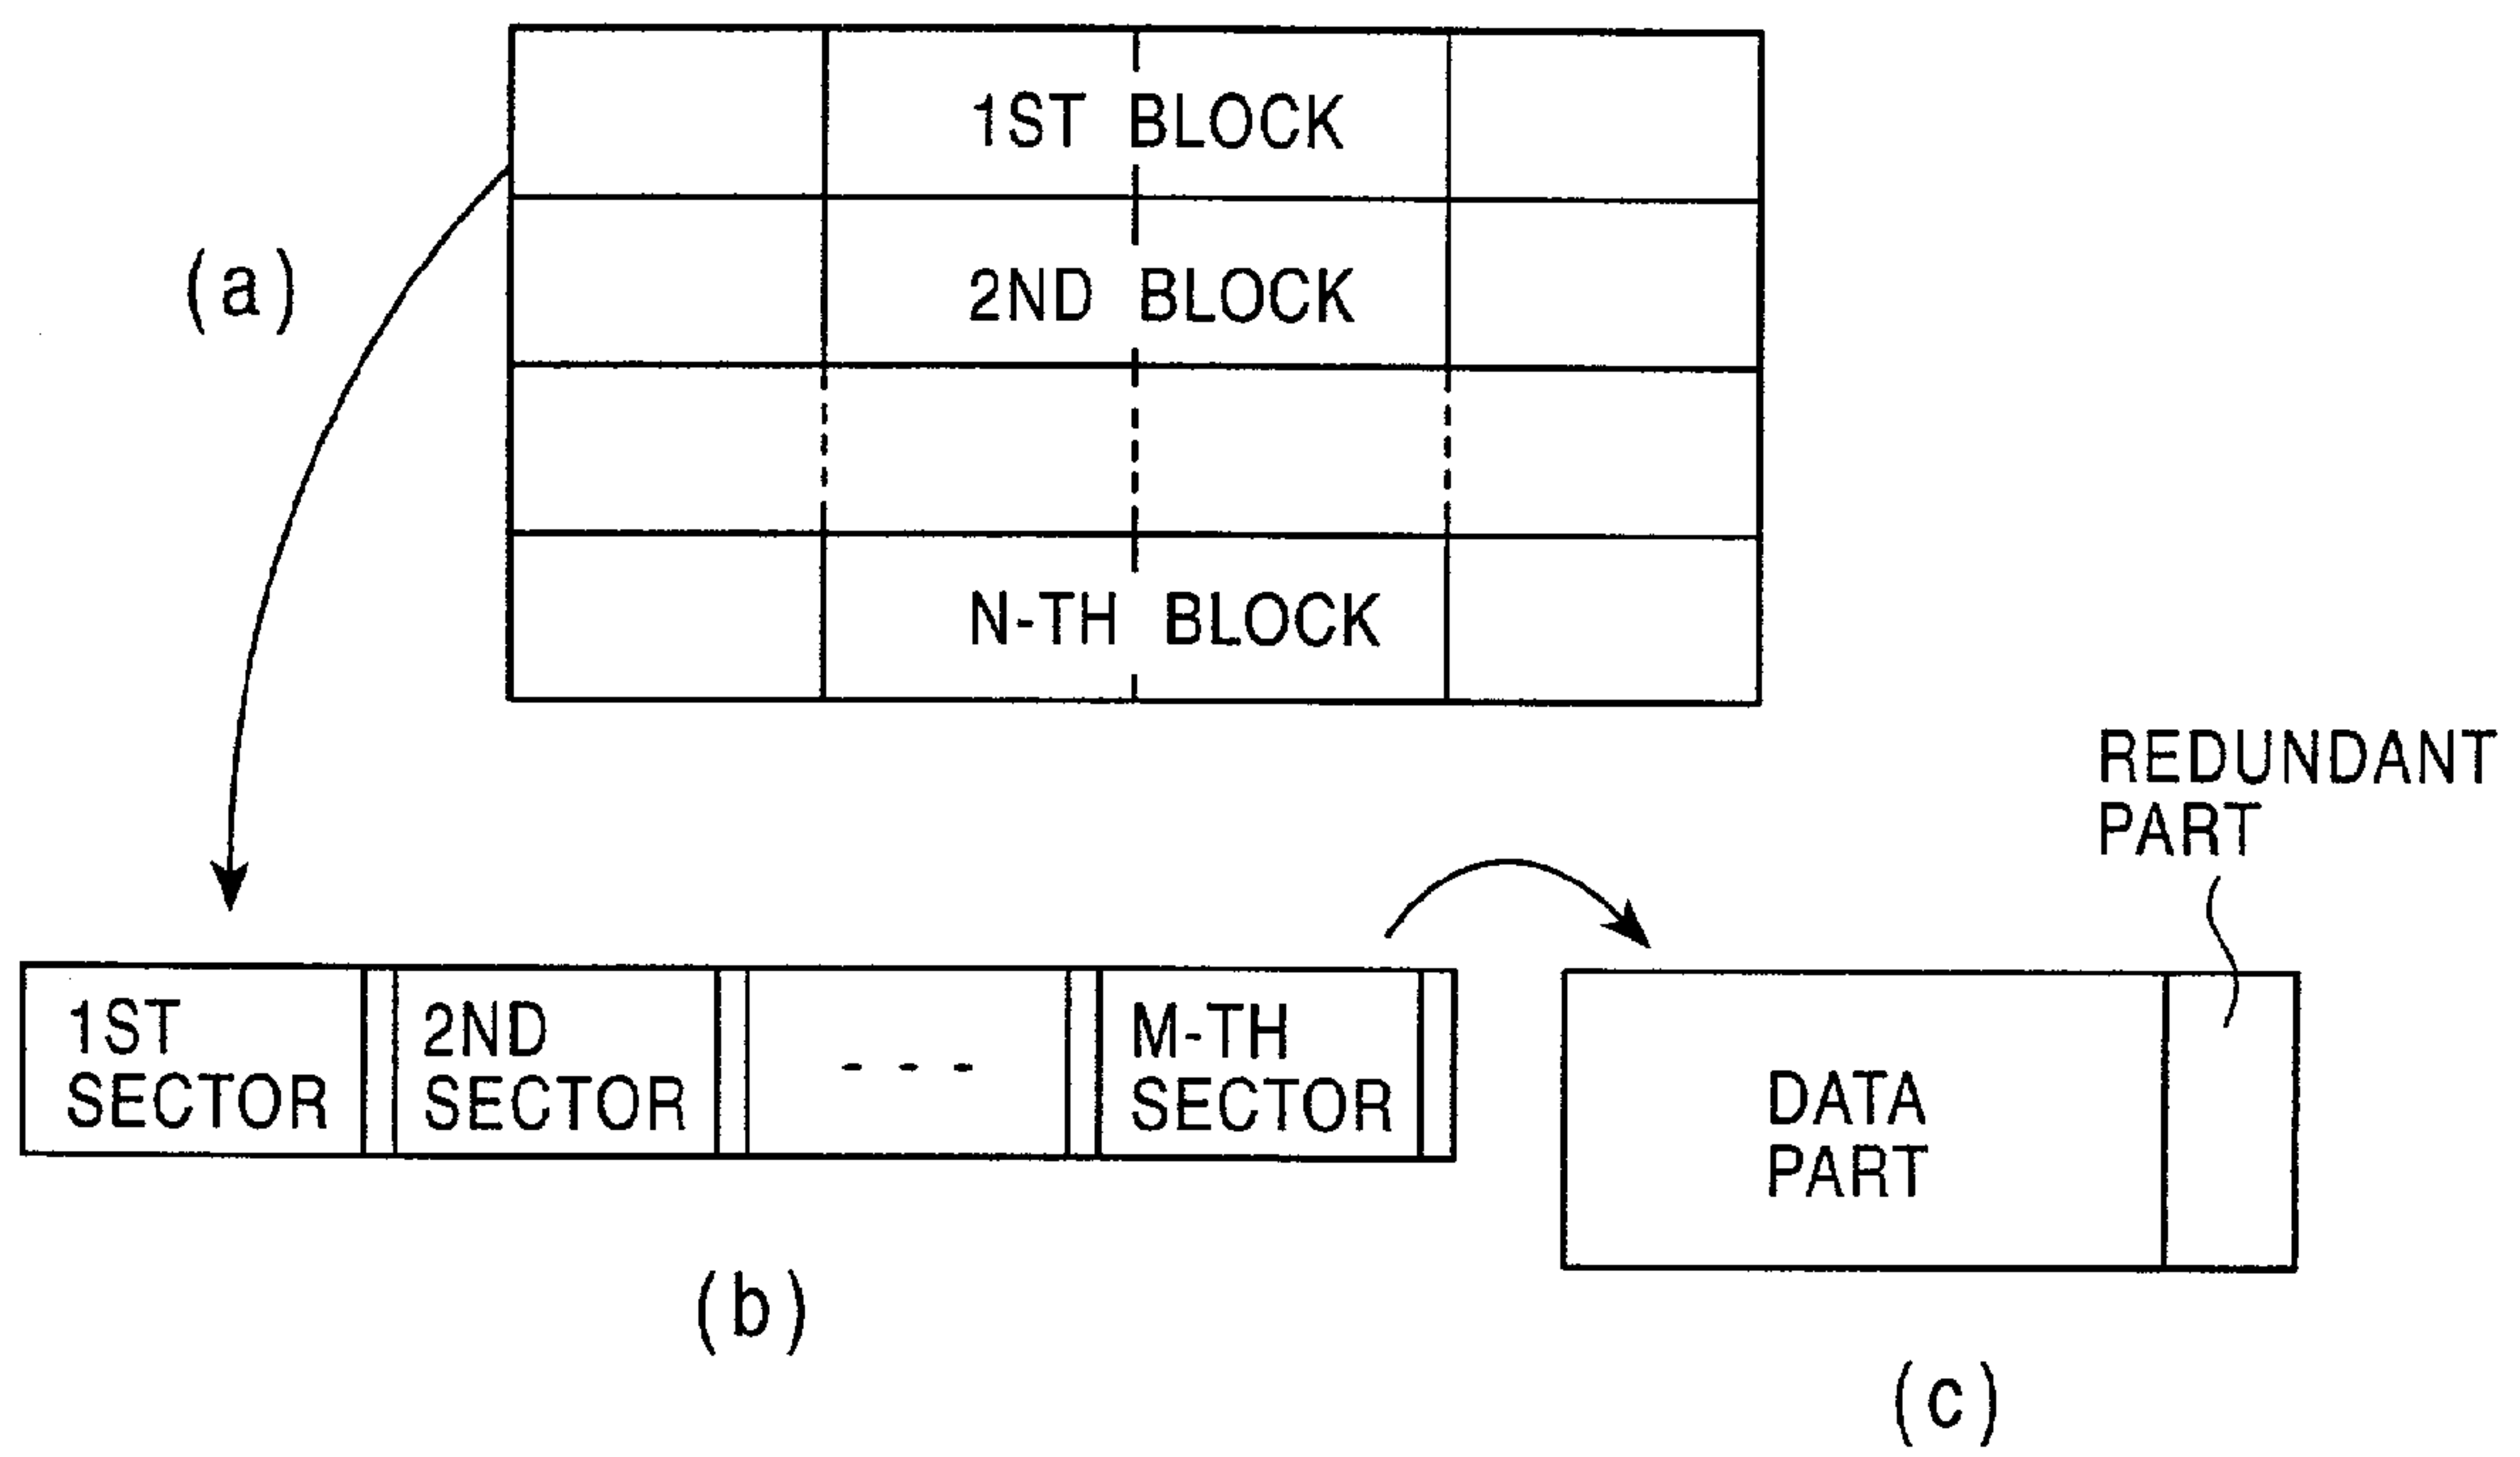 (a)
1ST BLOCK
2ND BLOCK
N-TH BLOCK
REDUNDANT
PART
1ST
SECTOR
2ND
SECTOR
- - -
M-TH
SECTOR
DATA
PART
(b)
(c)